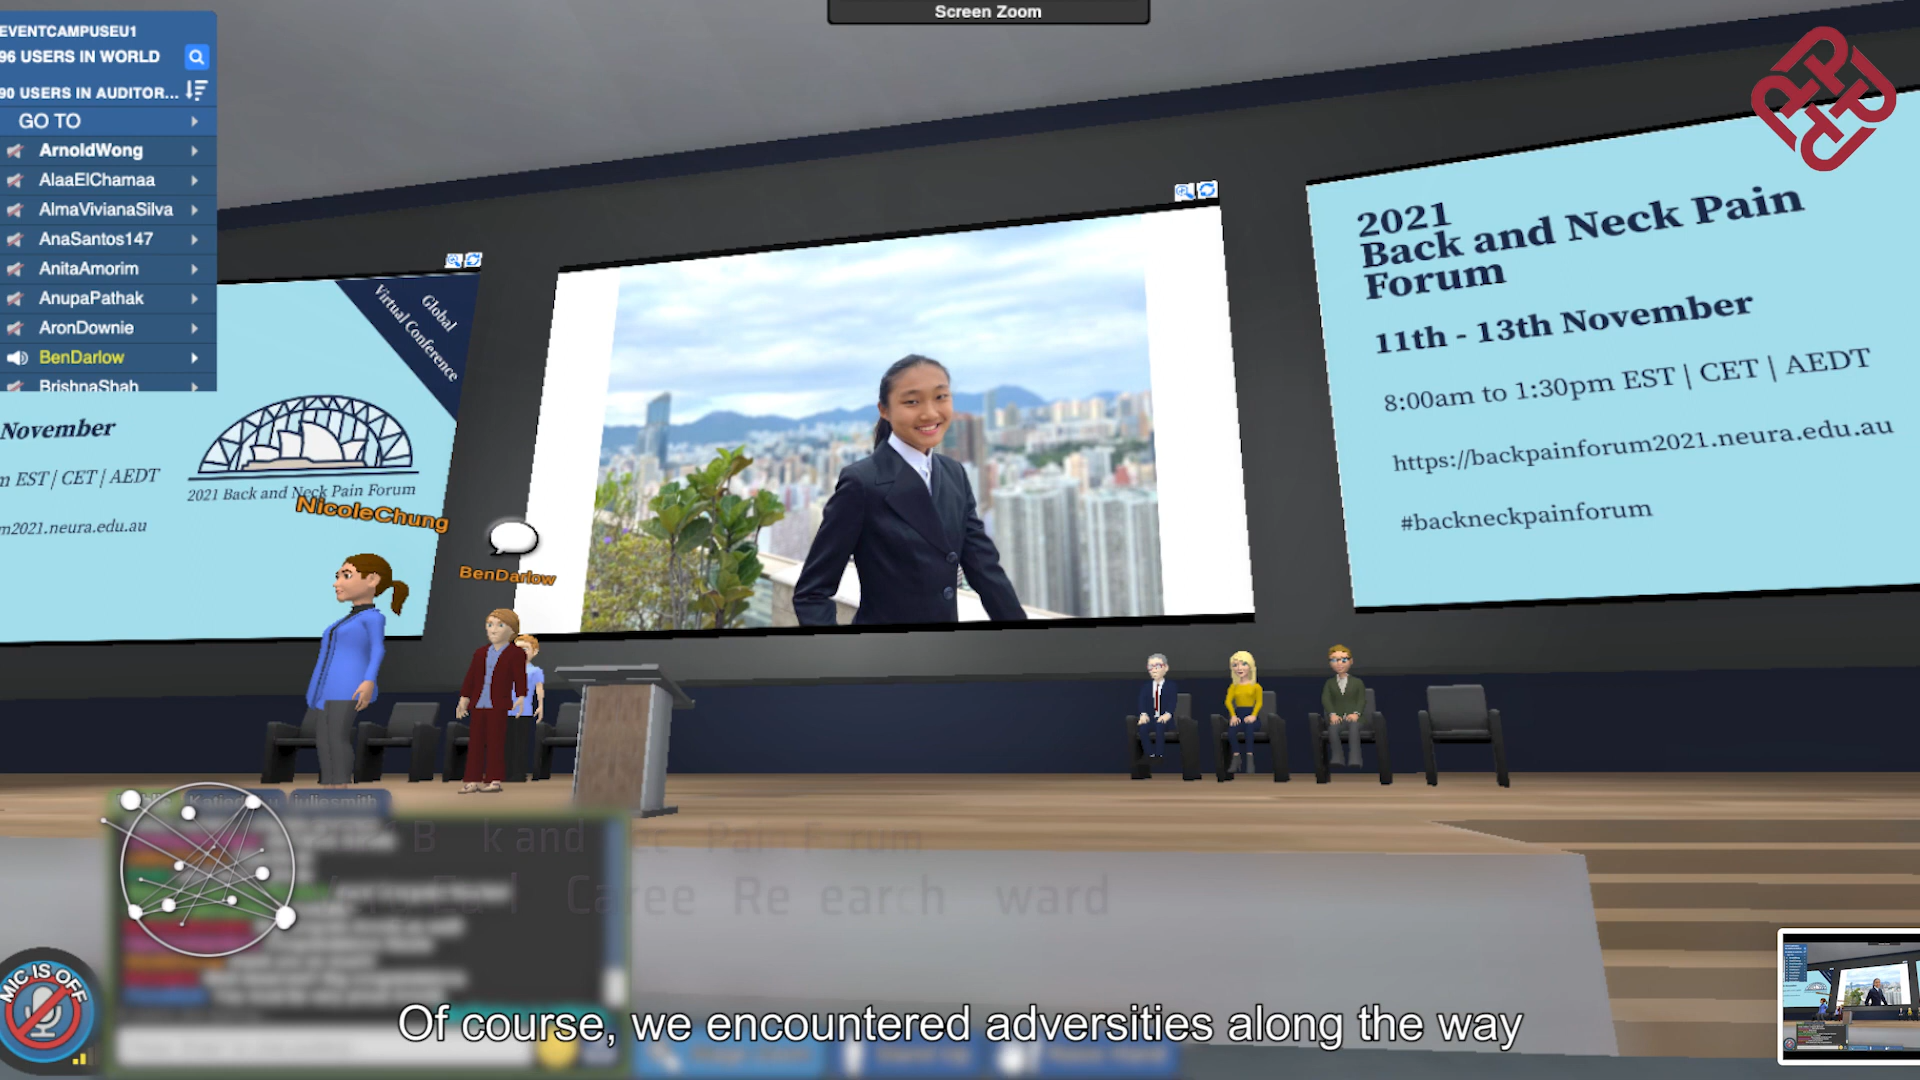 Screen Zoom
EVENTCAMPUSEU1
96 USERS IN WORLD
90 USERS IN AUDITOR...
GO TO
ArnoldWong
AlaaElChamaa
AlmaVivianaSilva
AnaSantos147
AnitaAmorim
AnupaPathak
AronDownie
BenDarlow
BrishnaShah
Global
Virtual Conference
November
EST | CET | AEDT
m2021.neura.edu.au
2021 Back and Neck Pain Forum
NicoleChung
BenDarlow
2021
Back and Neck Pain
Forum
11th - 13th November
8:00am to 1:30pm EST | CET | AEDT
https://backpainforum2021.neura.edu.au
#backneckpainforum
juliesmith
MIC IS OFF
Of course, we encountered adversities along the way